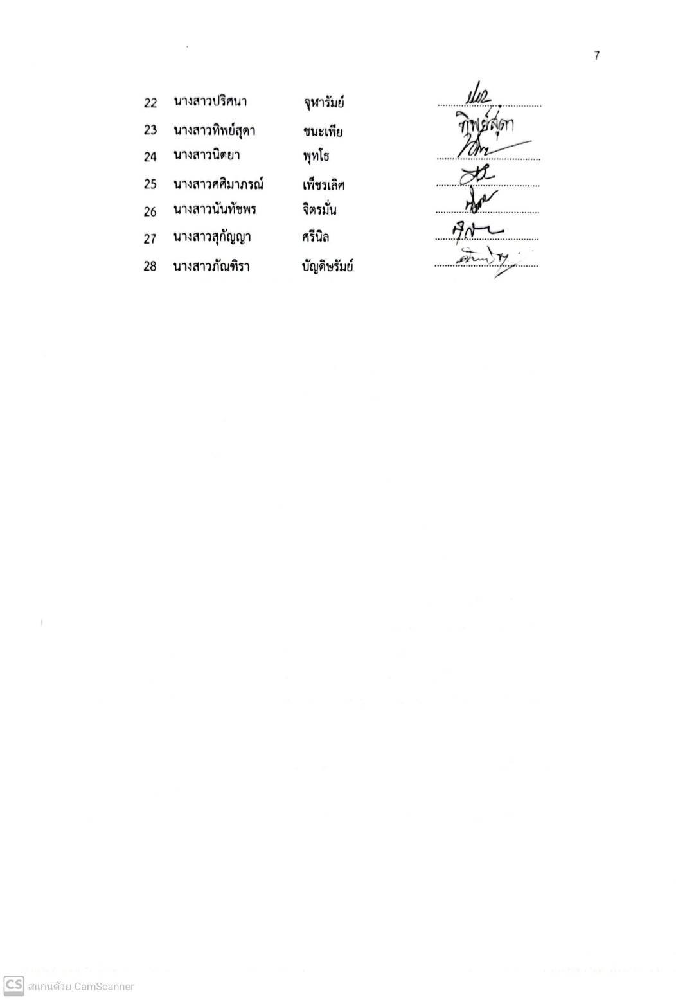 7
22 นางสาวปริศนา จุฬารัมย์
23 นางสาวทิพย์สุดา ชนะเพีย ทิพย์สุดา
24 นางสาวนิตยา พุทโธ
25 นางสาวศศิมาภรณ์ เพ็ชรเลิศ
26 นางสาวนันทัชพร จิตรมั่น
27 นางสาวสุกัญญา ศรีนิล
28 นางสาวภัณฑิรา บัญดิษรัมย์
CS สแกนด้วย CamScanner